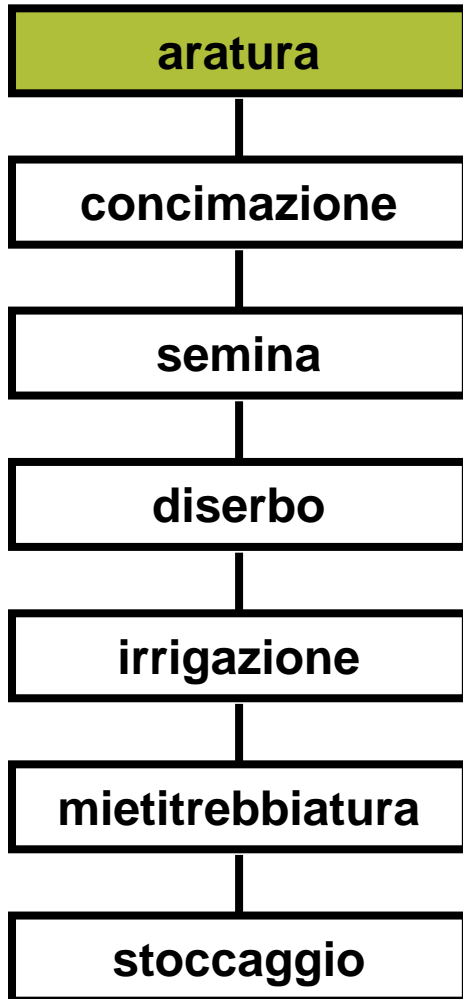 aratura
concimazione
semina
diserbo
irrigazione
mietitrebbiatura
stoccaggio